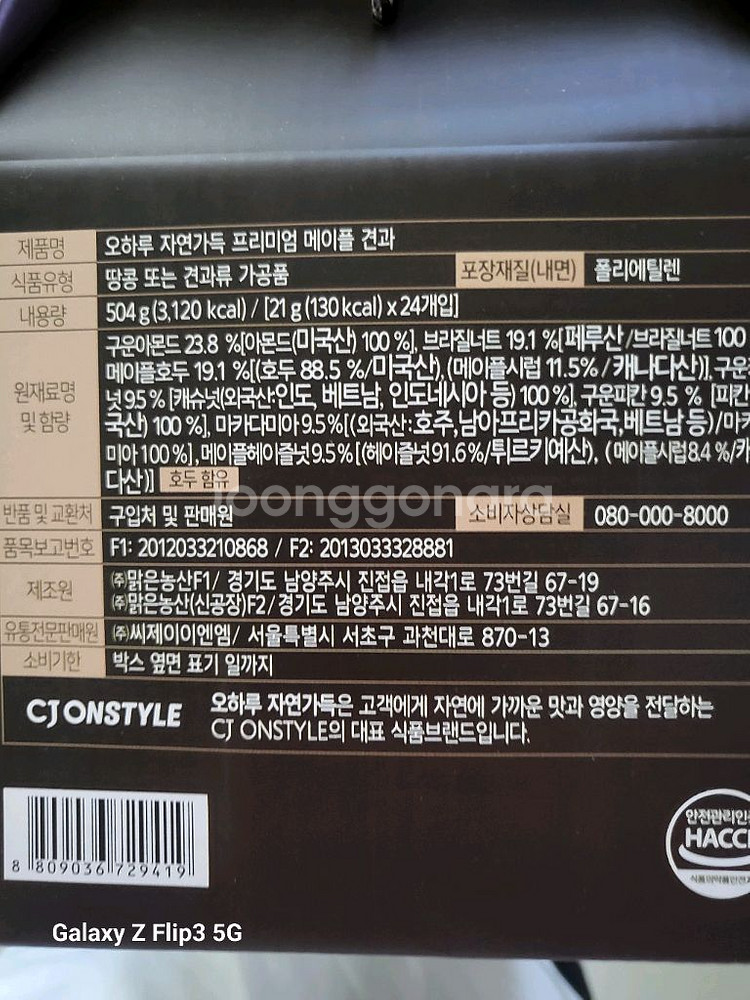 제품명 오하루 자연가득 프리미엄 메이플 견과
식품유형 땅콩 또는 견과류 가공품 포장재질(내면) 폴리에틸렌
내용량 504 g (3,120 kcal) / [21 g (130 kcal) x 24개입]
원재료명 및 함량
구운아몬드 23.8 %[아몬드(미국산) 100 %], 브라질너트 19.1 %[페루산/브라질너트 100
메이플호두 19.1 %[(호두 88.5 %/미국산), (메이플시럽 11.5% / 캐나다산)], 구운
넛 9.5 % [캐슈넛(외국산:인도, 베트남, 인도네시아 등) 100 %], 구운피칸 9.5 % [피칸
국산) 100 %], 마카다미아 9.5 %[(외국산:호주,남아프리카공화국,베트남 등)/마카
미아 100 %], 메이플헤이즐넛 9.5 % [(헤이즐넛 91.6 %/튀르키예산), (메이플시럽 8.4 %/캐
다산)] 호두 함유
joonggonara
반품 및 교환처 구입처 및 판매원 소비자상담실 080-000-8000
품목보고번호 F1: 2012033210868 / F2: 2013033328881
제조원
㈜맑은농산F1/ 경기도 남양주시 진접읍 내각1로 73번길 67-19
㈜맑은농산(신공장)F2/경기도 남양주시 진접읍 내각1로 73번길 67-16
유통전문판매원 ㈜씨제이이엔엠/ 서울특별시 서초구 과천대로 870-13
소비기한 박스 옆면 표기 일까지
CJ ONSTYLE
오하루 자연가득은 고객에게 자연에 가까운 맛과 영양을 전달하는
CJ ONSTYLE의 대표 식품브랜드입니다.
안전관리인증
HACCP
8 809036 729419
Galaxy Z Flip3 5G